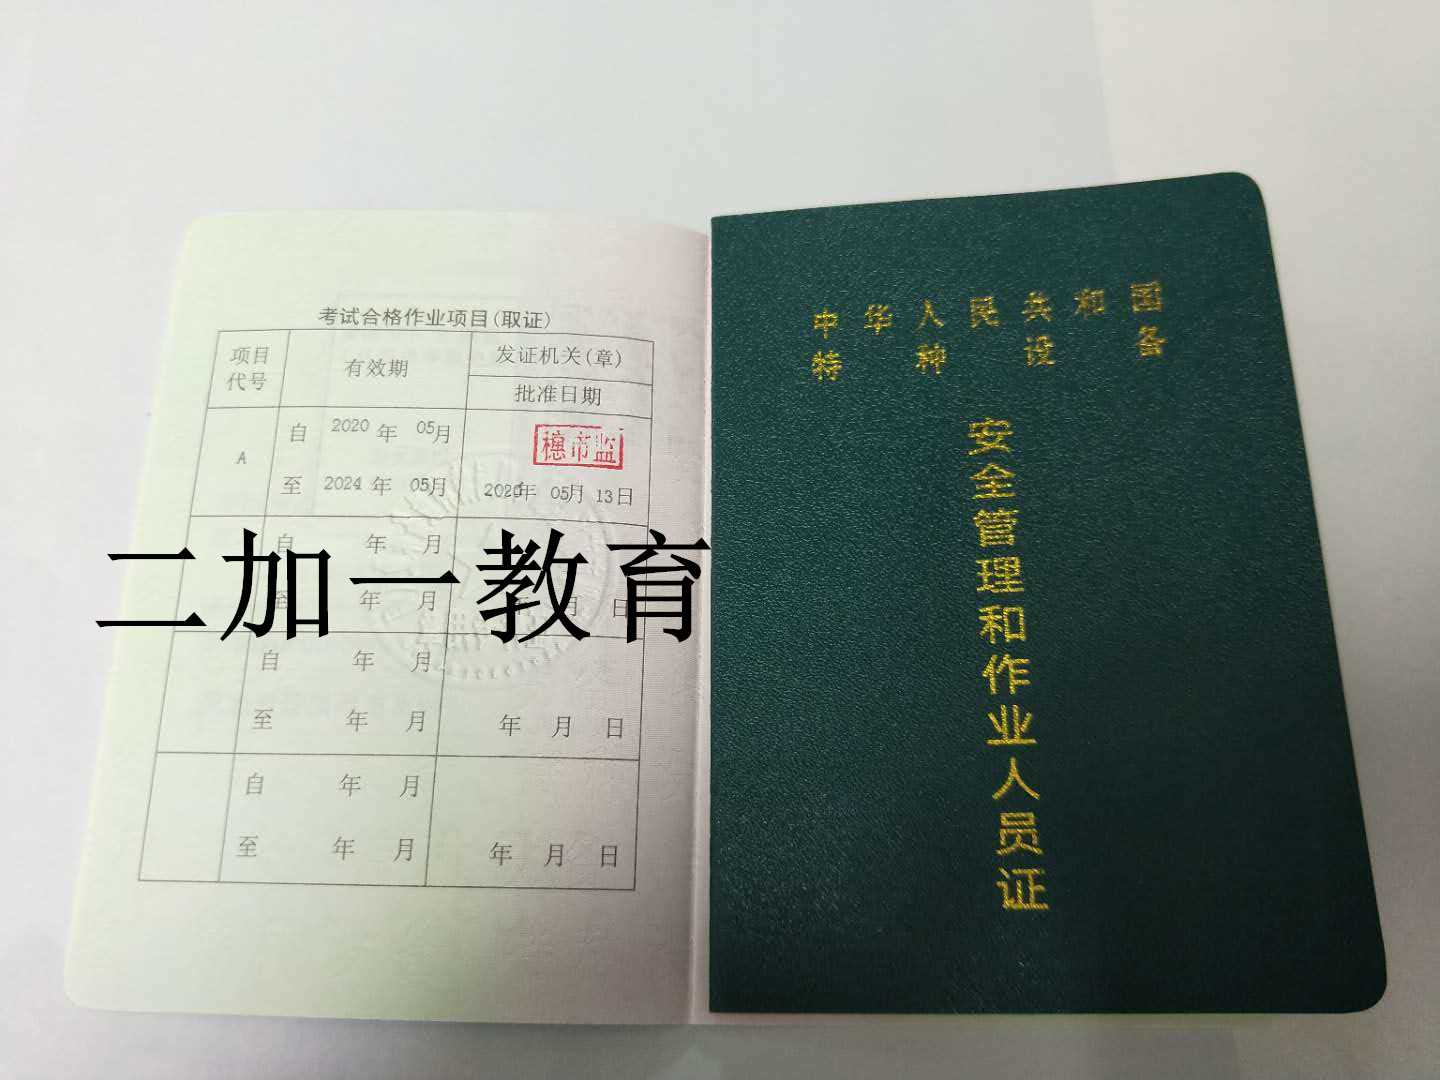 考试合格作业项目(取证)
项目代号
有效期
发证机关(章)
批准日期
A
自 2020 年 05月
至 2024 年 05月
穗市监
2020年 05月 13日
自 年 月
至 年 月
年 月 日
自 年 月
至 年 月
年 月 日
自 年 月
至 年 月
年 月 日
二加一教育
中华人民共和国
特种设备
安全管理和作业人员证